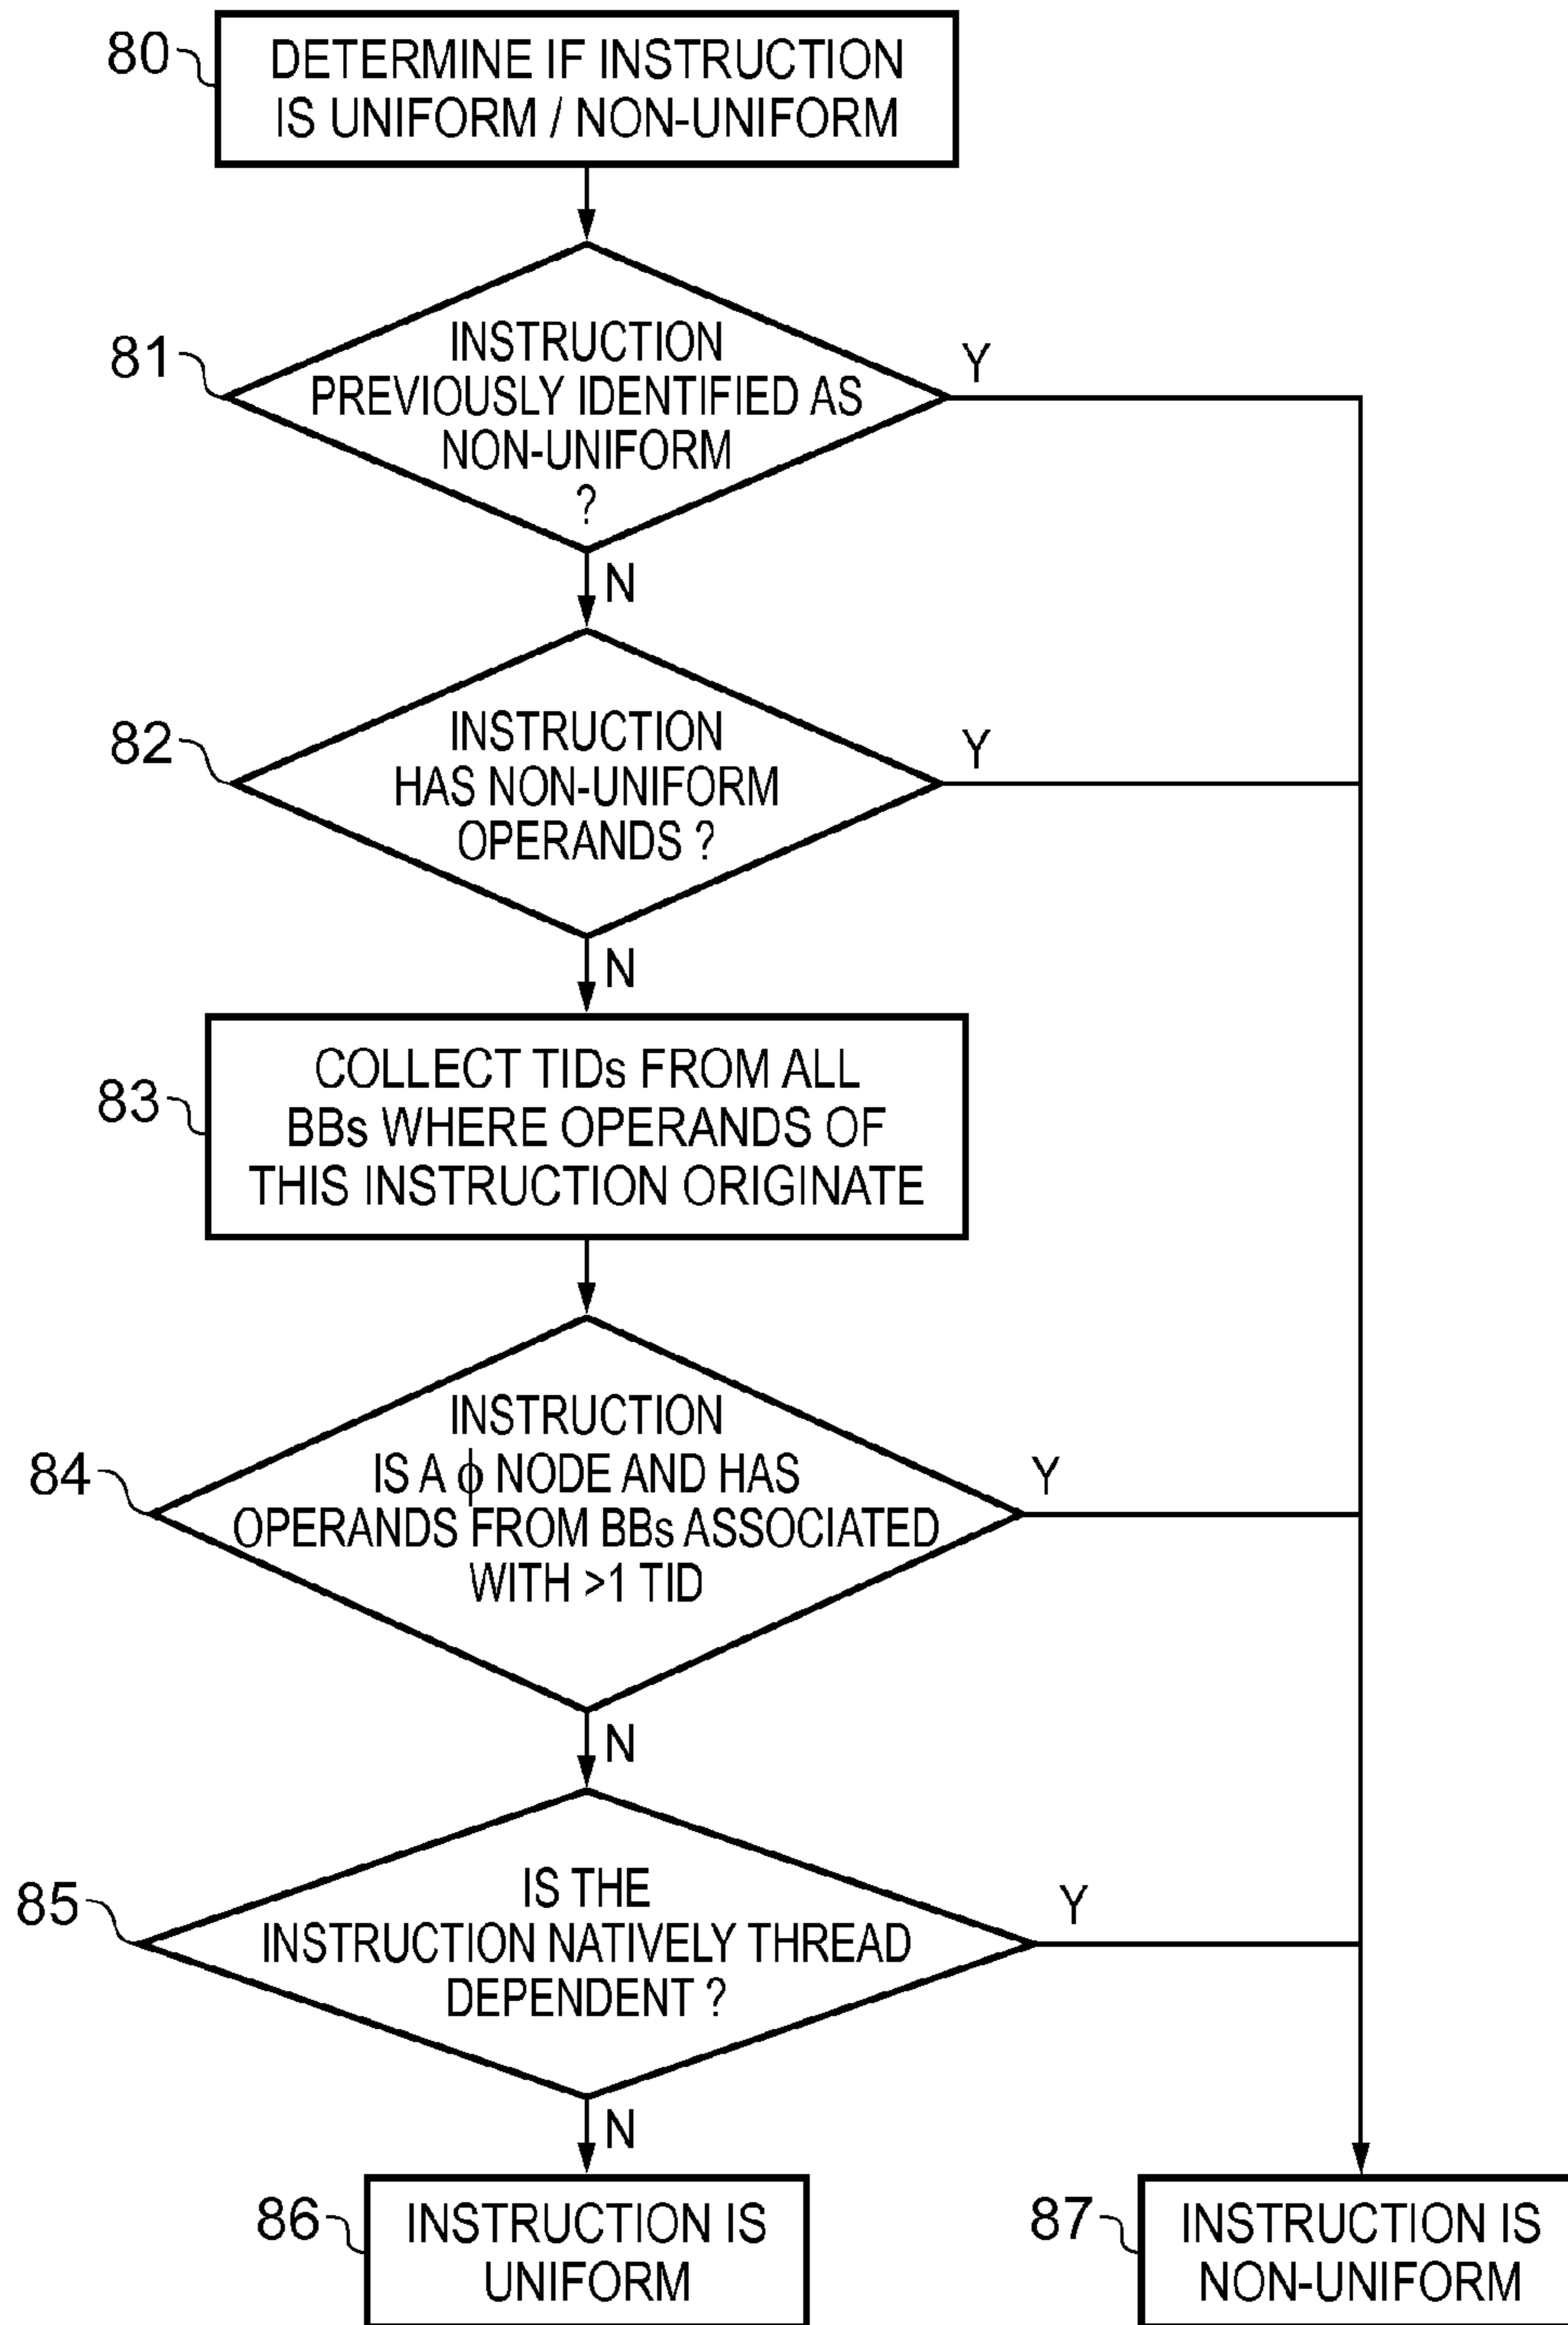 80
DETERMINE IF INSTRUCTION
IS UNIFORM / NON-UNIFORM
81
INSTRUCTION
PREVIOUSLY IDENTIFIED AS
NON-UNIFORM
?
Y
N
82
INSTRUCTION
HAS NON-UNIFORM
OPERANDS ?
Y
N
83
COLLECT TIDs FROM ALL
BBs WHERE OPERANDS OF
THIS INSTRUCTION ORIGINATE
84
INSTRUCTION
IS A ϕ NODE AND HAS
OPERANDS FROM BBs ASSOCIATED
WITH >1 TID
Y
N
85
IS THE
INSTRUCTION NATIVELY THREAD
DEPENDENT ?
Y
N
86
INSTRUCTION IS
UNIFORM
87
INSTRUCTION IS
NON-UNIFORM